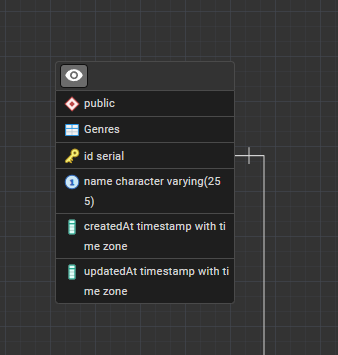 public
Genres
id serial
name character varying(25
5)
createdAt timestamp with ti
me zone
updatedAt timestamp with ti
me zone